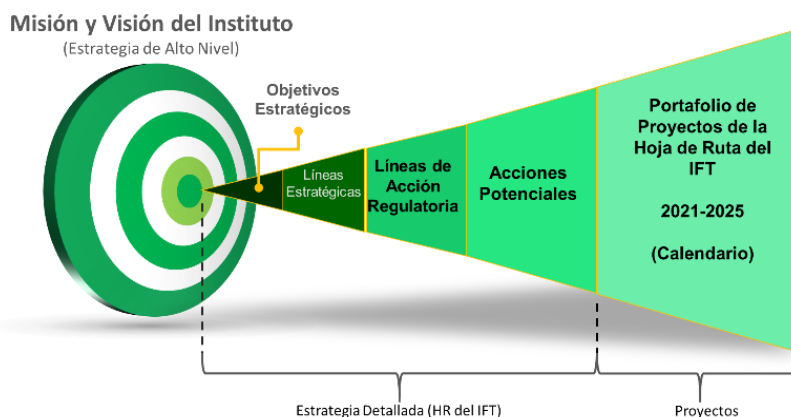 Misión y Visión del Instituto
(Estrategia de Alto Nivel)
Objetivos
Estratégicos
Líneas
Estratégicas
Líneas de
Acción
Regulatoria
Acciones
Potenciales
Portafolio de
Proyectos de la
Hoja de Ruta del
IFT
2021-2025
(Calendario)
Estrategia Detallada (HR del IFT)
Proyectos